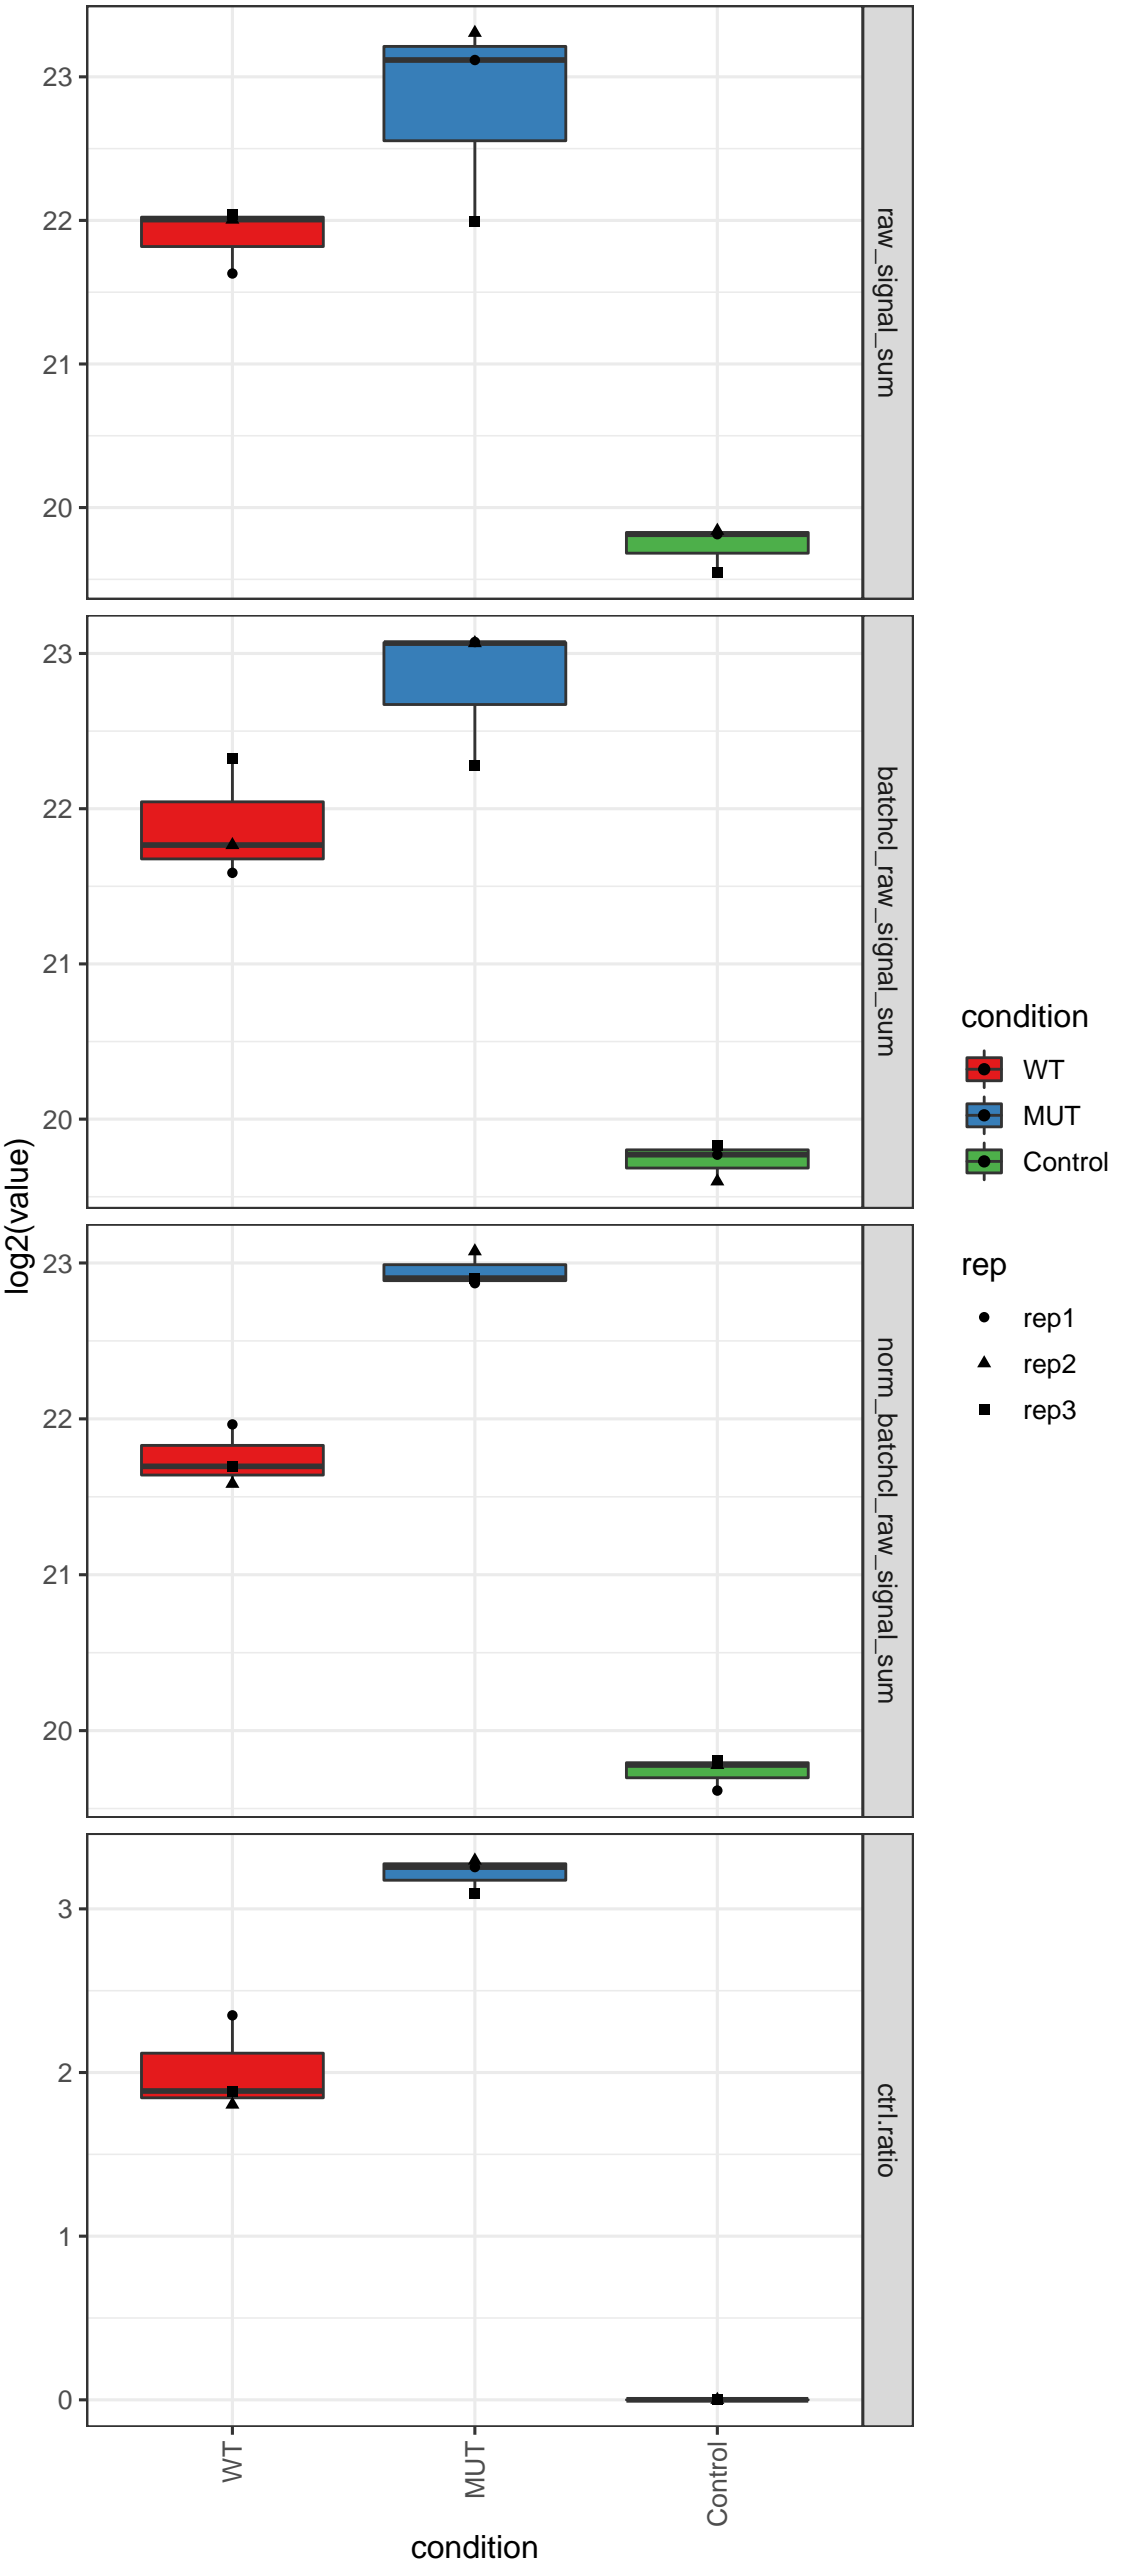 log2(value)
23
22
21
20
raw_signal_sum
23
22
21
20
batchcl_raw_signal_sum
23
22
21
20
norm_batchcl_raw_signal_sum
3
2
1
0
ctrl.ratio
WT
MUT
Control
condition
condition
WT
MUT
Control
rep
rep1
rep2
rep3